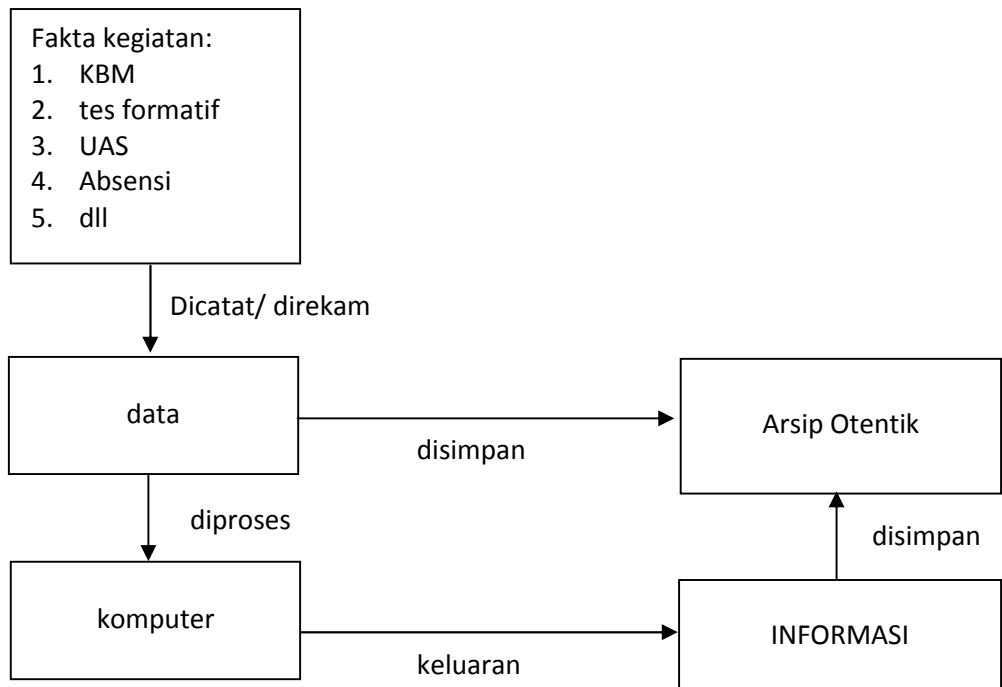 Fakta kegiatan:
1. KBM
2. tes formatif
3. UAS
4. Absensi
5. dll
Dicatat/ direkam
data
disimpan
Arsip Otentik
diproses
disimpan
komputer
keluaran
INFORMASI